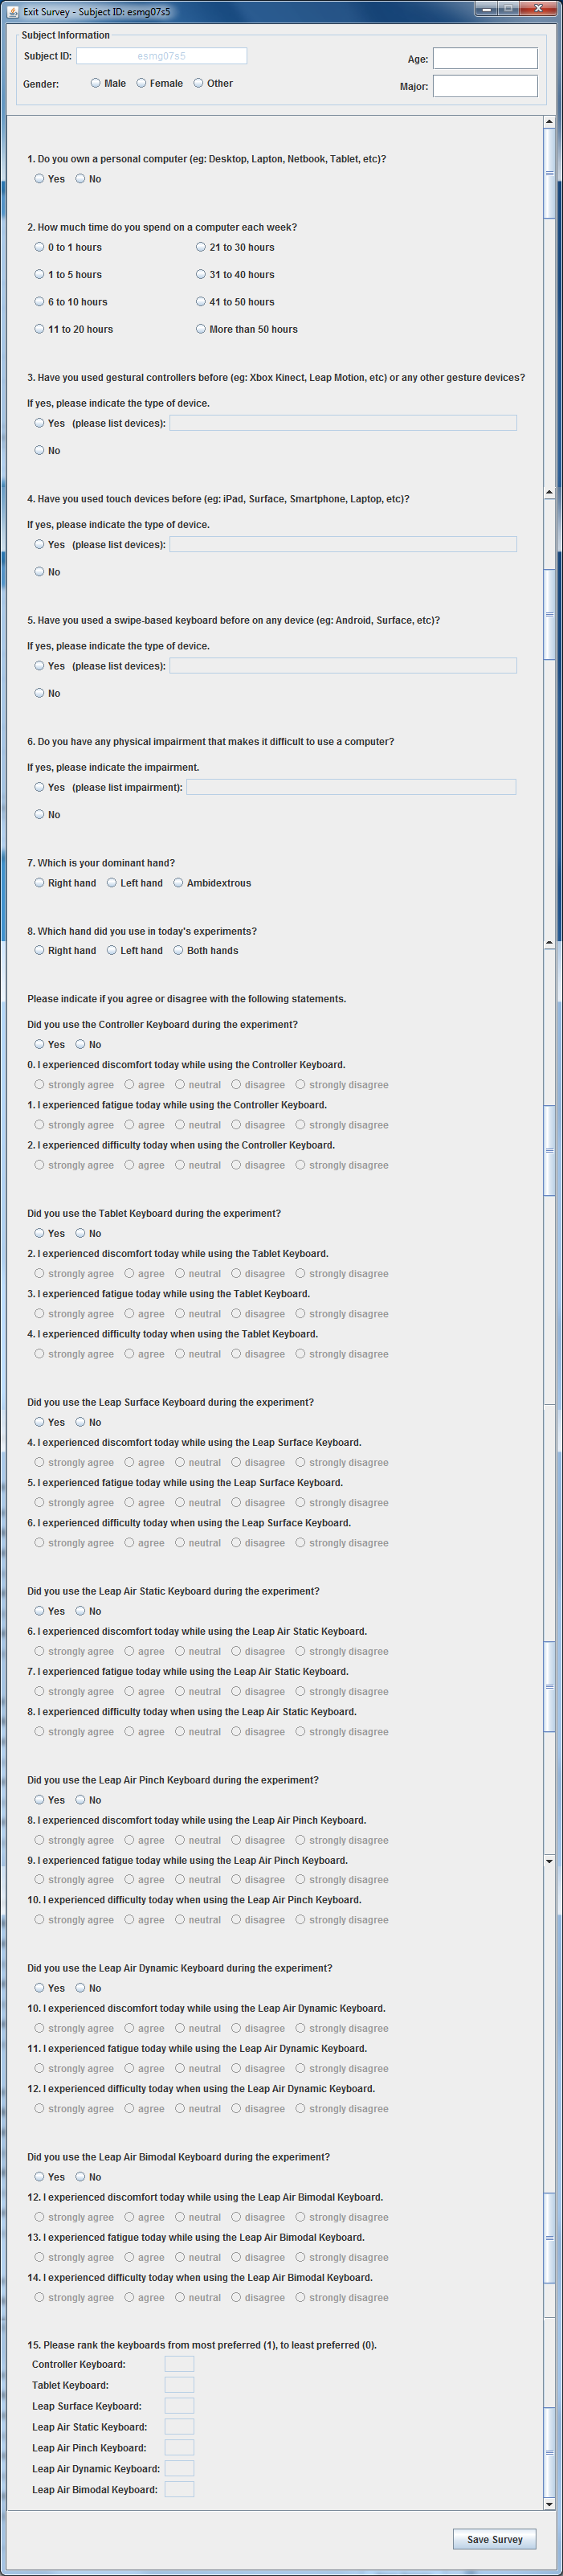 Exit Survey - Subject ID: esmg07s5
Subject Information
Subject ID: esmg07s5
Age:
Gender: Male Female Other
Major:
1. Do you own a personal computer (eg: Desktop, Lapton, Netbook, Tablet, etc)?
Yes No
2. How much time do you spend on a computer each week?
0 to 1 hours 21 to 30 hours
1 to 5 hours 31 to 40 hours
6 to 10 hours 41 to 50 hours
11 to 20 hours More than 50 hours
3. Have you used gestural controllers before (eg: Xbox Kinect, Leap Motion, etc) or any other gesture devices?
If yes, please indicate the type of device.
Yes (please list devices):
No
4. Have you used touch devices before (eg: iPad, Surface, Smartphone, Laptop, etc)?
If yes, please indicate the type of device.
Yes (please list devices):
No
5. Have you used a swipe-based keyboard before on any device (eg: Android, Surface, etc)?
If yes, please indicate the type of device.
Yes (please list devices):
No
6. Do you have any physical impairment that makes it difficult to use a computer?
If yes, please indicate the impairment.
Yes (please list impairment):
No
7. Which is your dominant hand?
Right hand Left hand Ambidextrous
8. Which hand did you use in today's experiments?
Right hand Left hand Both hands
Please indicate if you agree or disagree with the following statements.
Did you use the Controller Keyboard during the experiment?
Yes No
0. I experienced discomfort today while using the Controller Keyboard.
strongly agree agree neutral disagree strongly disagree
1. I experienced fatigue today while using the Controller Keyboard.
strongly agree agree neutral disagree strongly disagree
2. I experienced difficulty today when using the Controller Keyboard.
strongly agree agree neutral disagree strongly disagree
Did you use the Tablet Keyboard during the experiment?
Yes No
2. I experienced discomfort today while using the Tablet Keyboard.
strongly agree agree neutral disagree strongly disagree
3. I experienced fatigue today while using the Tablet Keyboard.
strongly agree agree neutral disagree strongly disagree
4. I experienced difficulty today when using the Tablet Keyboard.
strongly agree agree neutral disagree strongly disagree
Did you use the Leap Surface Keyboard during the experiment?
Yes No
4. I experienced discomfort today while using the Leap Surface Keyboard.
strongly agree agree neutral disagree strongly disagree
5. I experienced fatigue today while using the Leap Surface Keyboard.
strongly agree agree neutral disagree strongly disagree
6. I experienced difficulty today when using the Leap Surface Keyboard.
strongly agree agree neutral disagree strongly disagree
Did you use the Leap Air Static Keyboard during the experiment?
Yes No
6. I experienced discomfort today while using the Leap Air Static Keyboard.
strongly agree agree neutral disagree strongly disagree
7. I experienced fatigue today while using the Leap Air Static Keyboard.
strongly agree agree neutral disagree strongly disagree
8. I experienced difficulty today when using the Leap Air Static Keyboard.
strongly agree agree neutral disagree strongly disagree
Did you use the Leap Air Pinch Keyboard during the experiment?
Yes No
8. I experienced discomfort today while using the Leap Air Pinch Keyboard.
strongly agree agree neutral disagree strongly disagree
9. I experienced fatigue today while using the Leap Air Pinch Keyboard.
strongly agree agree neutral disagree strongly disagree
10. I experienced difficulty today when using the Leap Air Pinch Keyboard.
strongly agree agree neutral disagree strongly disagree
Did you use the Leap Air Dynamic Keyboard during the experiment?
Yes No
10. I experienced discomfort today while using the Leap Air Dynamic Keyboard.
strongly agree agree neutral disagree strongly disagree
11. I experienced fatigue today while using the Leap Air Dynamic Keyboard.
strongly agree agree neutral disagree strongly disagree
12. I experienced difficulty today when using the Leap Air Dynamic Keyboard.
strongly agree agree neutral disagree strongly disagree
Did you use the Leap Air Bimodal Keyboard during the experiment?
Yes No
12. I experienced discomfort today while using the Leap Air Bimodal Keyboard.
strongly agree agree neutral disagree strongly disagree
13. I experienced fatigue today while using the Leap Air Bimodal Keyboard.
strongly agree agree neutral disagree strongly disagree
14. I experienced difficulty today when using the Leap Air Bimodal Keyboard.
strongly agree agree neutral disagree strongly disagree
15. Please rank the keyboards from most preferred (1), to least preferred (0).
Controller Keyboard:
Tablet Keyboard:
Leap Surface Keyboard:
Leap Air Static Keyboard:
Leap Air Pinch Keyboard:
Leap Air Dynamic Keyboard:
Leap Air Bimodal Keyboard:
Save Survey